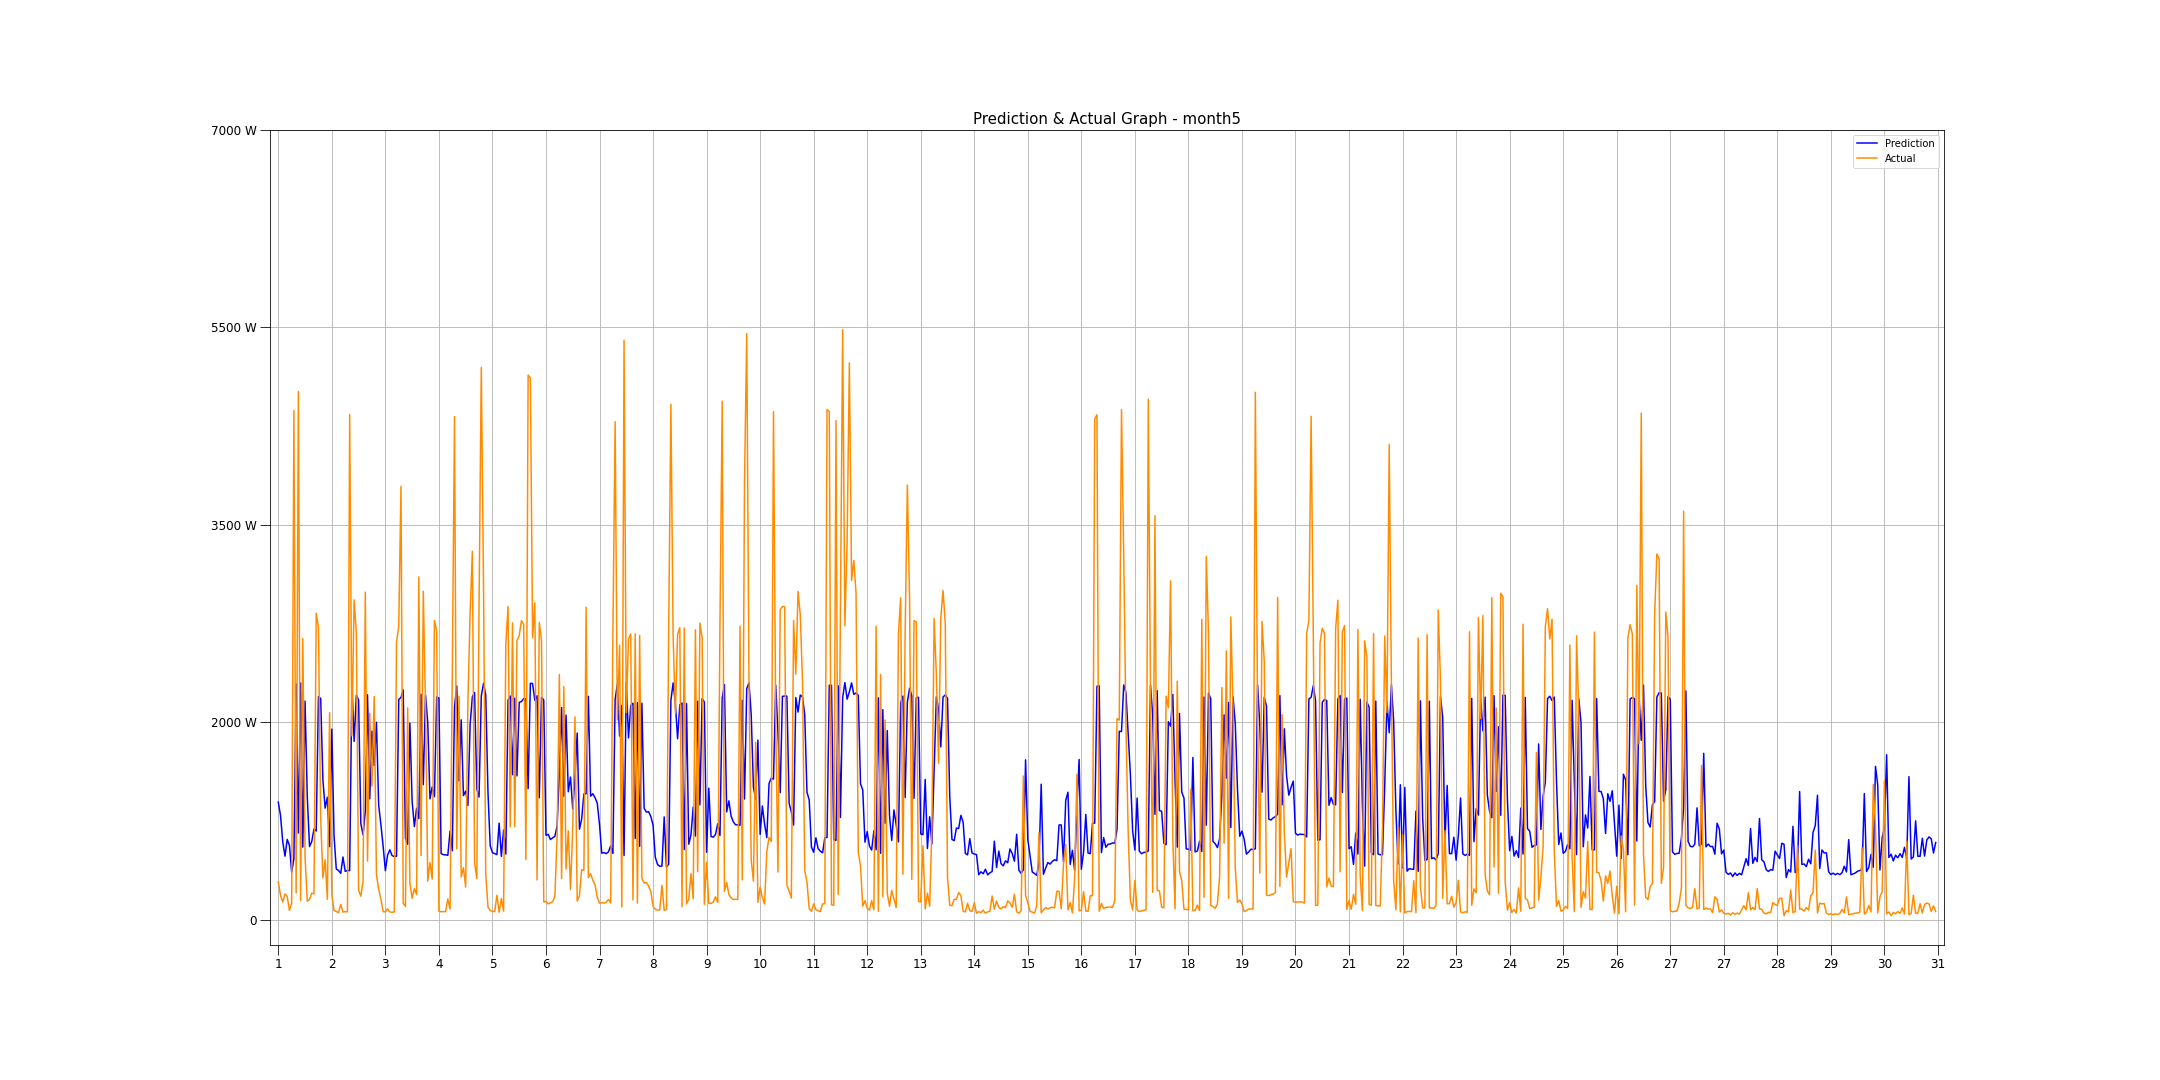 Prediction & Actual Graph - month5
7000 W
5500 W
3500 W
2000 W
0
Prediction
Actual
1 2 3 4 5 6 7 8 9 10 11 12 13 14 15 16 17 18 19 20 21 22 23 24 25 26 27 27 28 29 30 31